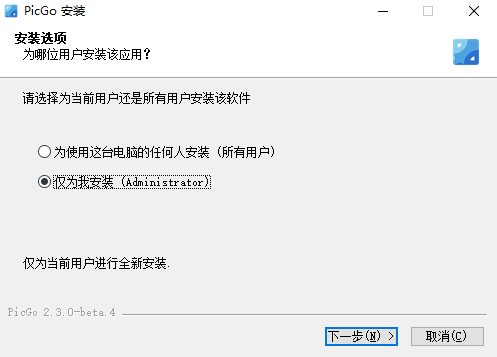 PicGo 安装
安装选项
为哪位用户安装该应用？
请选择为当前用户还是所有用户安装该软件
为使用这台电脑的任何人安装 (所有用户)
仅为我安装 (Administrator)
仅为当前用户进行全新安装.
PicGo 2.3.0-beta.4
下一步(N) >
取消(C)